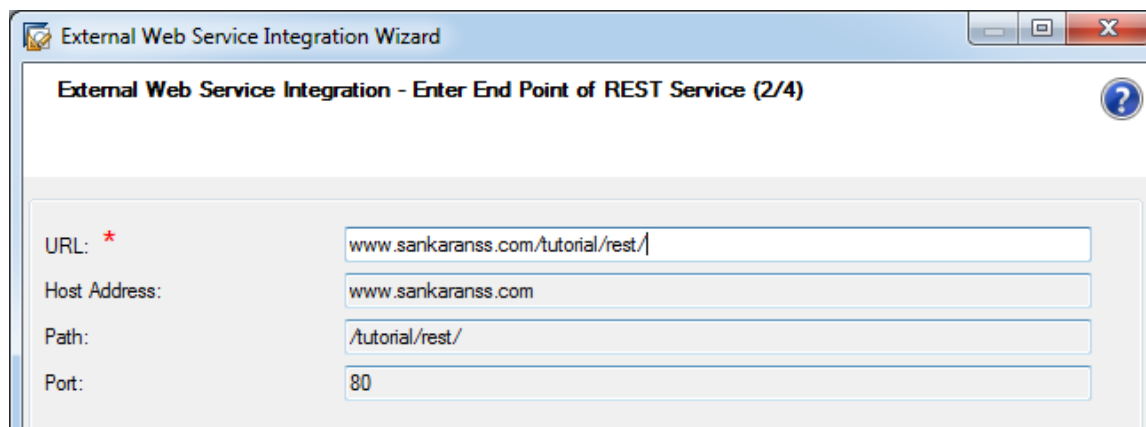 External Web Service Integration Wizard
External Web Service Integration - Enter End Point of REST Service (2/4)
?
URL: * www.sankaranss.com/tutorial/rest/
Host Address: www.sankaranss.com
Path: /tutorial/rest/
Port: 80